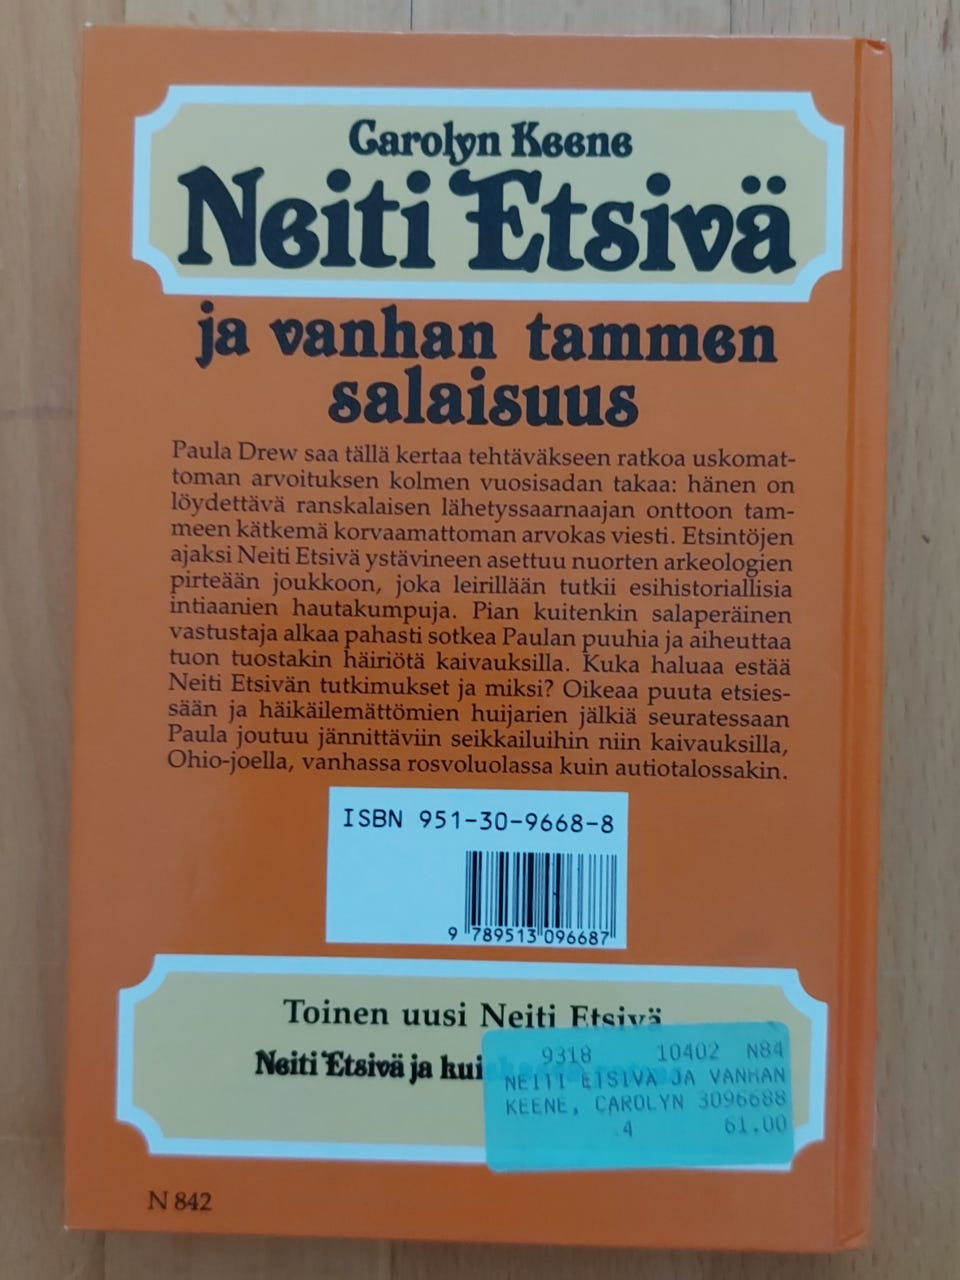 Carolyn Keene
Neiti Etsivä
ja vanhan tammen
salaisuus
Paula Drew saa tällä kertaa tehtäväkseen ratkoa uskomat-
toman arvoituksen kolmen vuosisadan takaa: hänen on
löydettävä ranskalaisen lähetyssaarnaajan onttoon tam-
meen kätkemä korvaamattoman arvokas viesti. Etsintöjen
ajaksi Neiti Etsivä ystävineen asettuu nuorten arkeologien
pirteään joukkoon, joka leirillään tutkii esihistoriallisia
intiaanien hautakumpuja. Pian kuitenkin salaperäinen
vastustaja alkaa pahasti sotkea Paulan puuhia ja aiheuttaa
tuon tuostakin häiriötä kaivauksilla. Kuka haluaa estää
Neiti Etsivän tutkimukset ja miksi? Oikeaa puuta etsies-
sään ja häikäilemättömien huijarien jälkiä seuratessaan
Paula joutuu jännittäviin seikkailuihin niin kaivauksilla,
Ohio-joella, vanhassa rosvoluolassa kuin autiotalossakin.
ISBN 951-30-9668-8
9 789513 096687
Toinen uusi Neiti Etsivä
Neiti Etsivä ja
9318 10402 N84
NEITI ETSIVA JA VANHAN
KEENE, CAROLYN 3096688
4 61.00
N 842